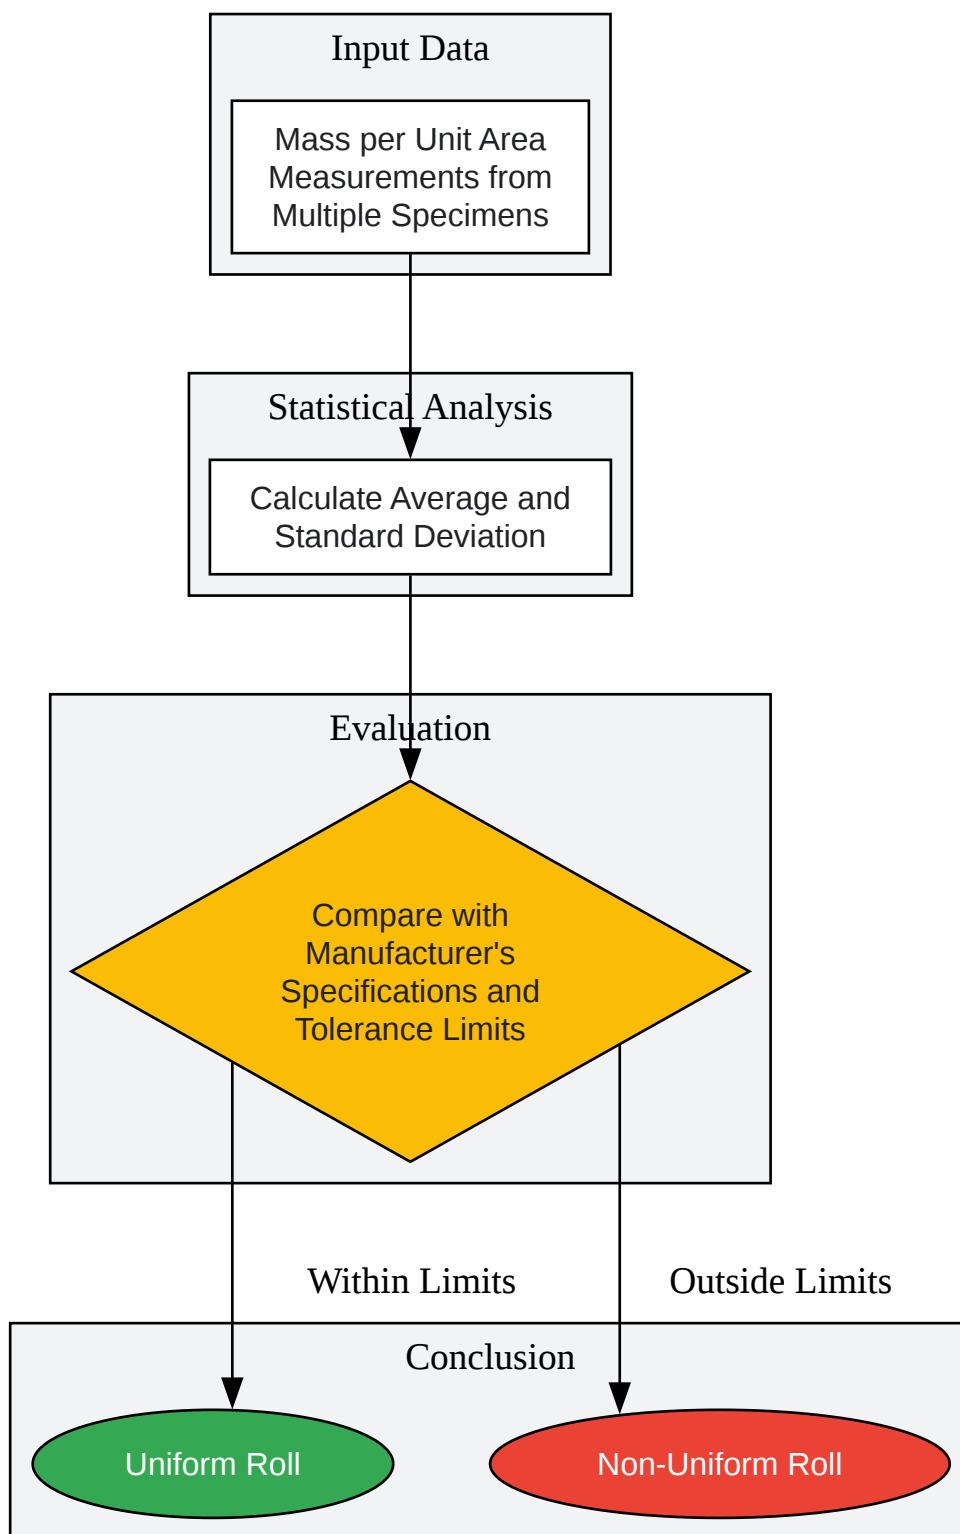 Input Data
Mass per Unit Area
Measurements from
Multiple Specimens
Statistical Analysis
Calculate Average and
Standard Deviation
Evaluation
Compare with
Manufacturer's
Specifications and
Tolerance Limits
Within Limits
Outside Limits
Conclusion
Uniform Roll
Non-Uniform Roll